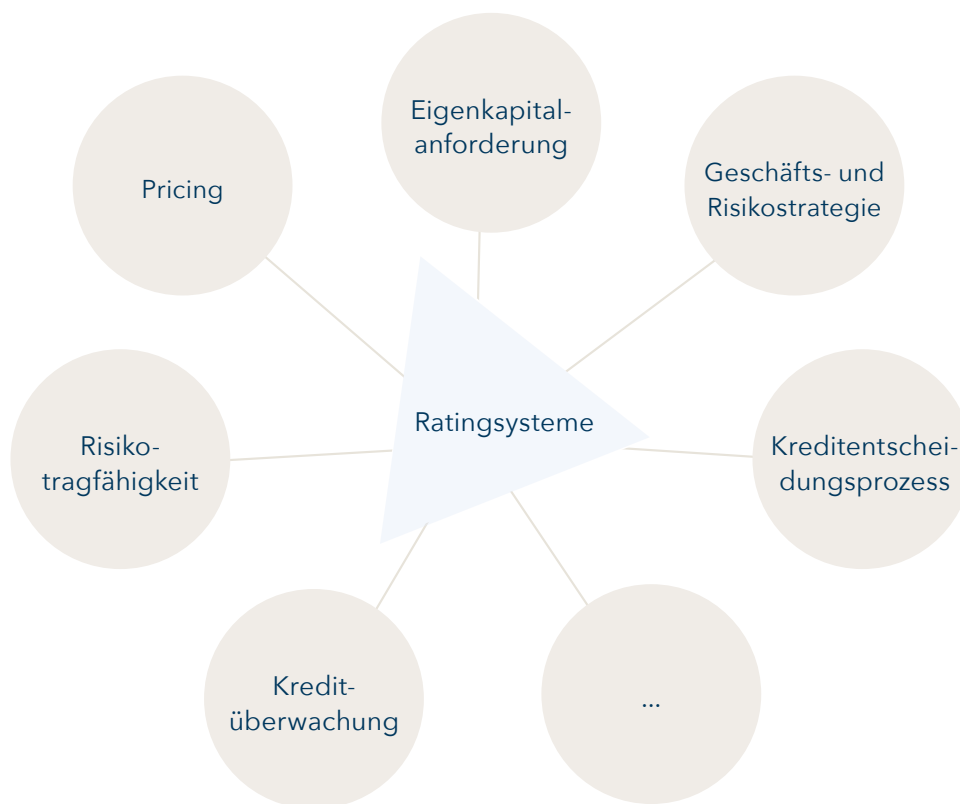 Eigenkapital-
anforderung
Pricing
Geschäfts- und
Risikostrategie
Ratingsysteme
Risiko-
tragfähigkeit
Kreditentschei-
dungsprozess
Kredit-
überwachung
...